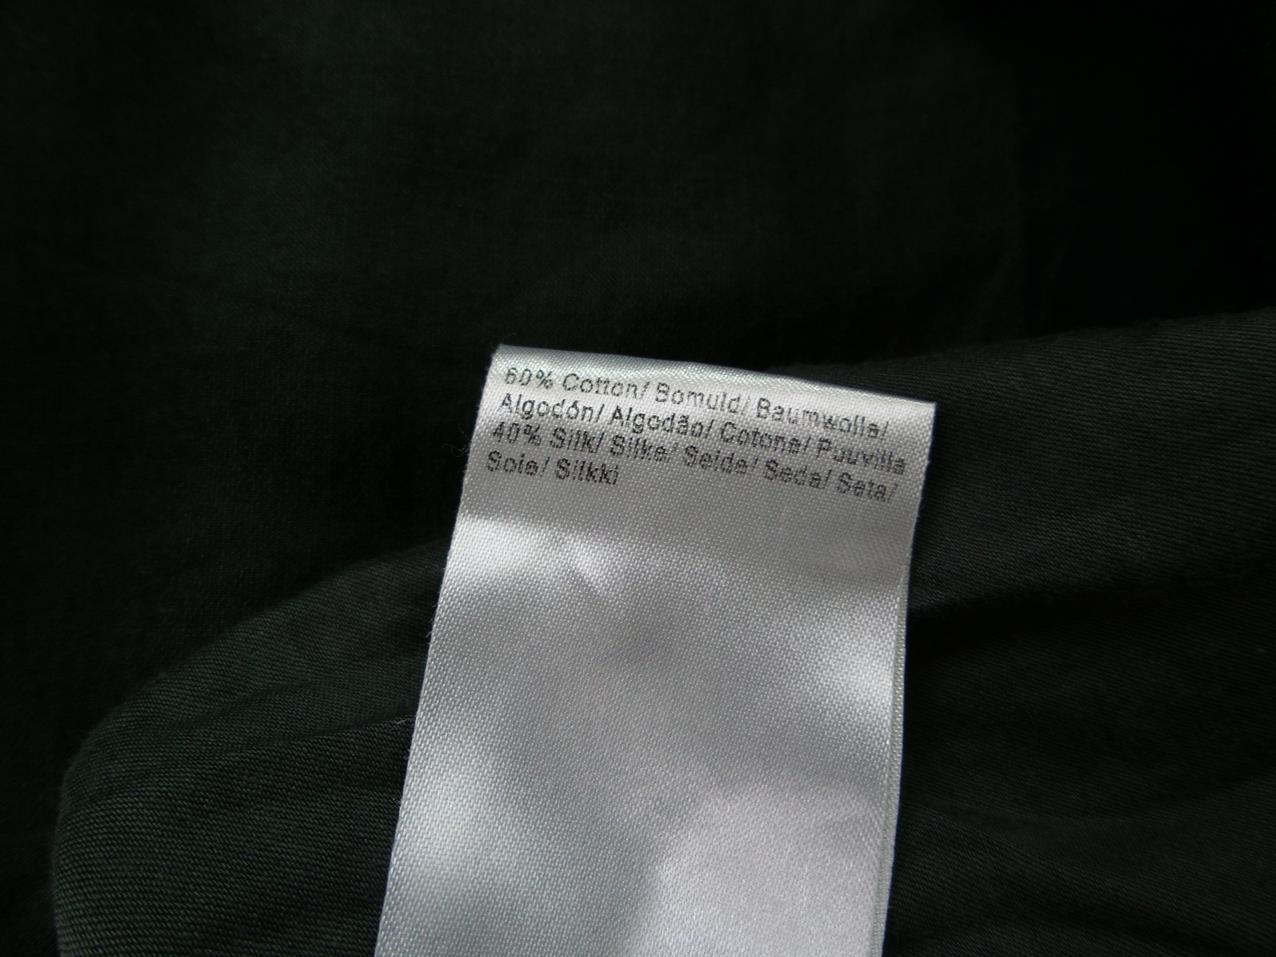 60% Cotton/ Bomuld/ Baumwolle/
Algodón/ Algodão/ Cotone/ Puuvilla
40% Silk/ Silke/ Seide/ Seda/ Seta/
Soie/ Silkki